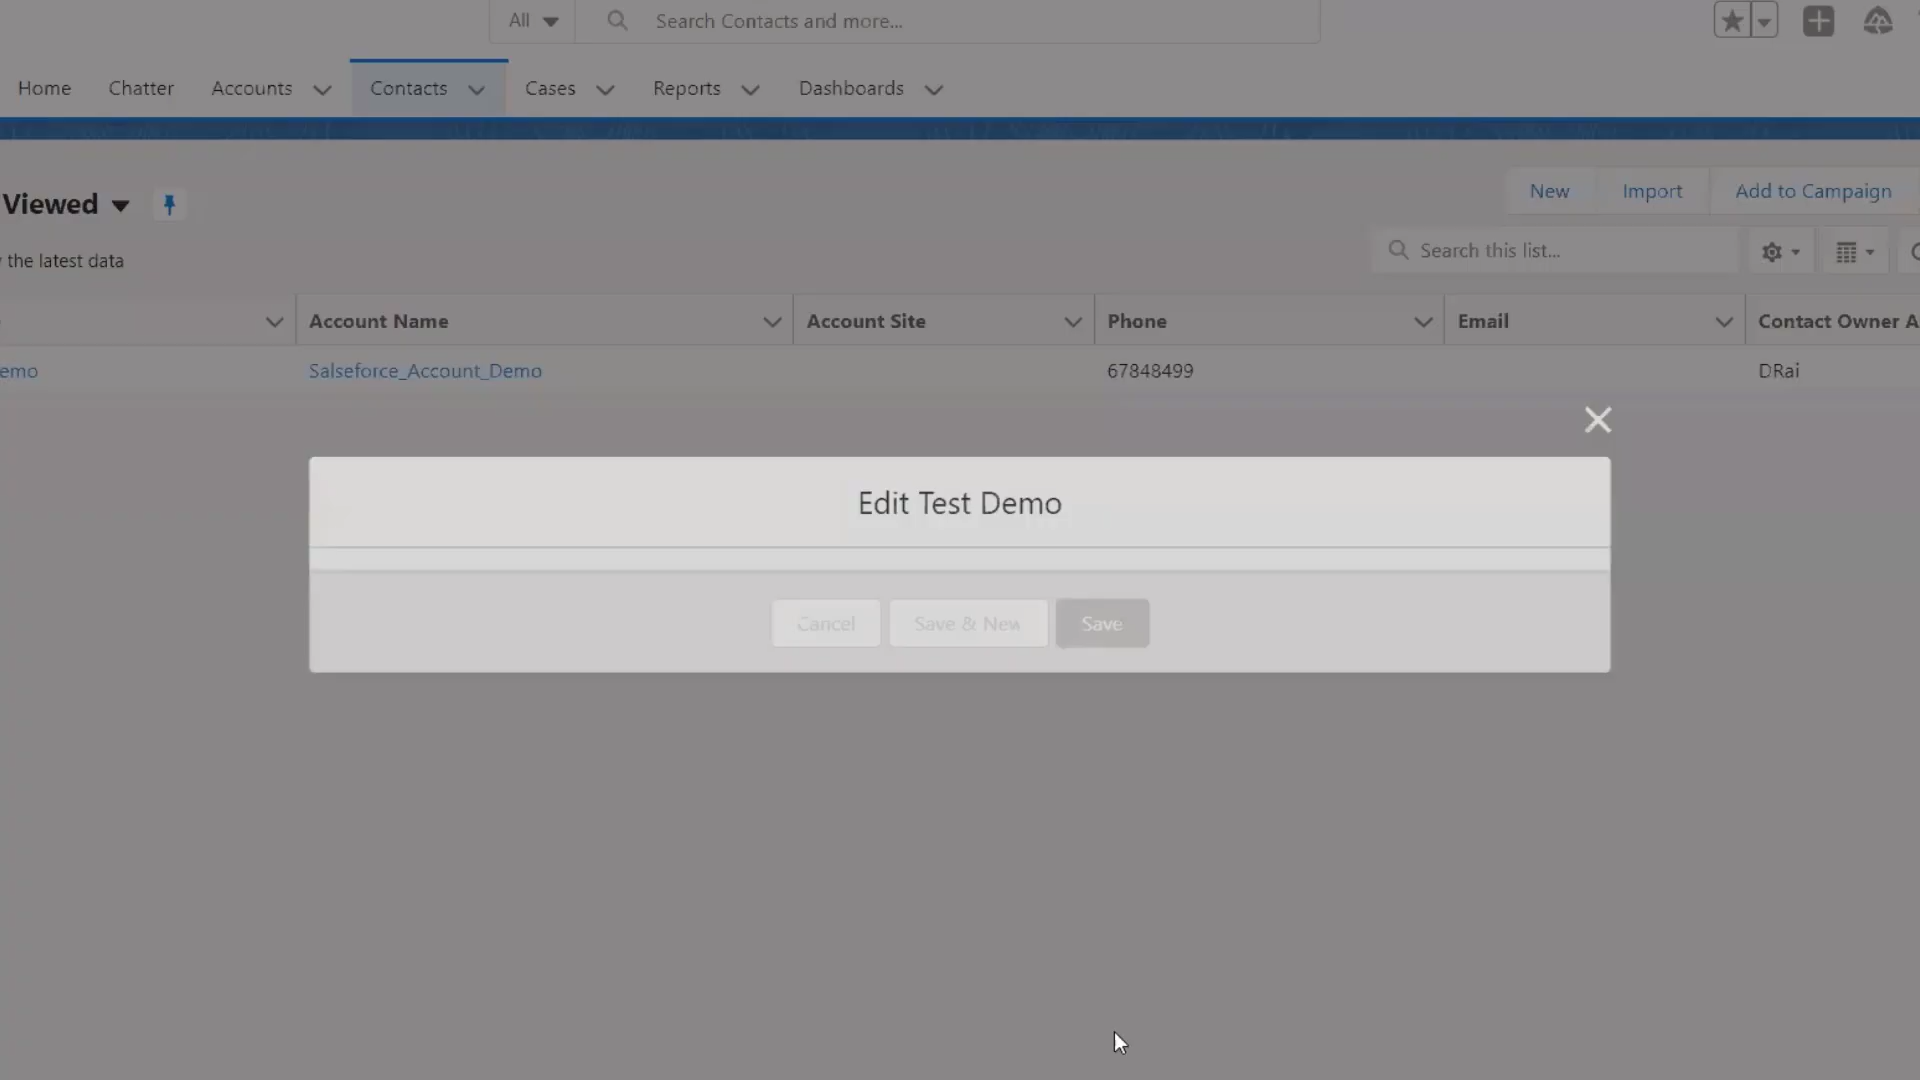 All Search Contacts and more...
Home Chatter Accounts Contacts Cases Reports Dashboards
Viewed
New Import Add to Campaign
the latest data
Search this list...
Account Name Account Site Phone Email Contact Owner A
emo Salseforce_Account_Demo 67848499 DRai
Edit Test Demo
Cancel Save & New Save